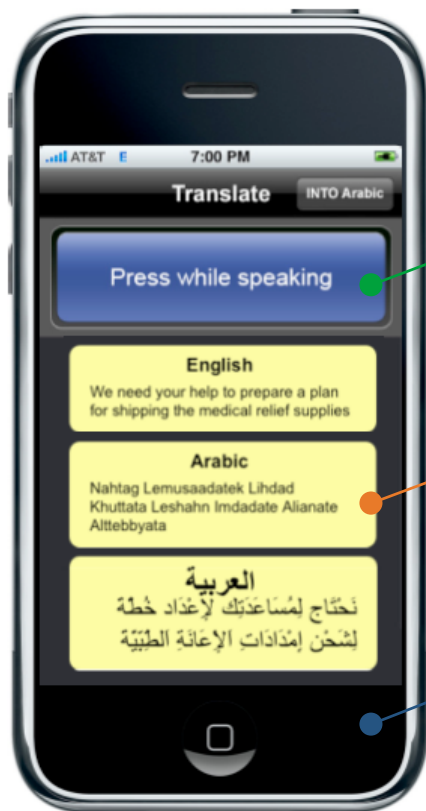 AT&T E 7:00 PM
Translate INTO Arabic
Press while speaking
English
We need your help to prepare a plan
for shipping the medical relief supplies
Arabic
Nahtag Lemusaadatek Lihdad
Khuttata Leshahn Imdadate Alianate
Alttebbyata
العربية
نَحْتَاج لِمُسَاعَدَتِك لِإعْدَاد خُطّة
لِشَحْن إمْدَادَاتِ الإعَانَةِ الطِبّيّة